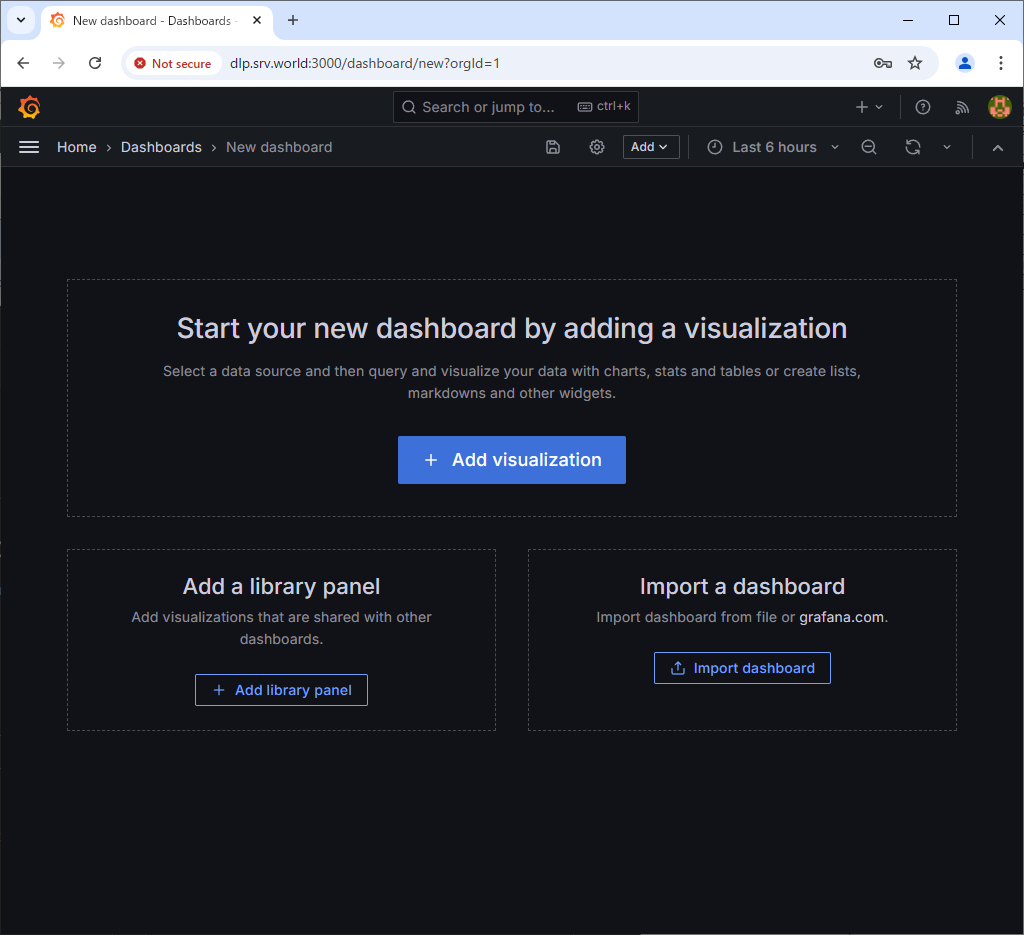 New dashboard - Dashboards -
Not secure dlp.srv.world:3000/dashboard/new?orgId=1
Search or jump to... ctrl+k
Home › Dashboards › New dashboard Add Last 6 hours
Start your new dashboard by adding a visualization
Select a data source and then query and visualize your data with charts, stats and tables or create lists,
markdowns and other widgets.
+ Add visualization
Add a library panel
Add visualizations that are shared with other
dashboards.
+ Add library panel
Import a dashboard
Import dashboard from file or grafana.com.
Import dashboard